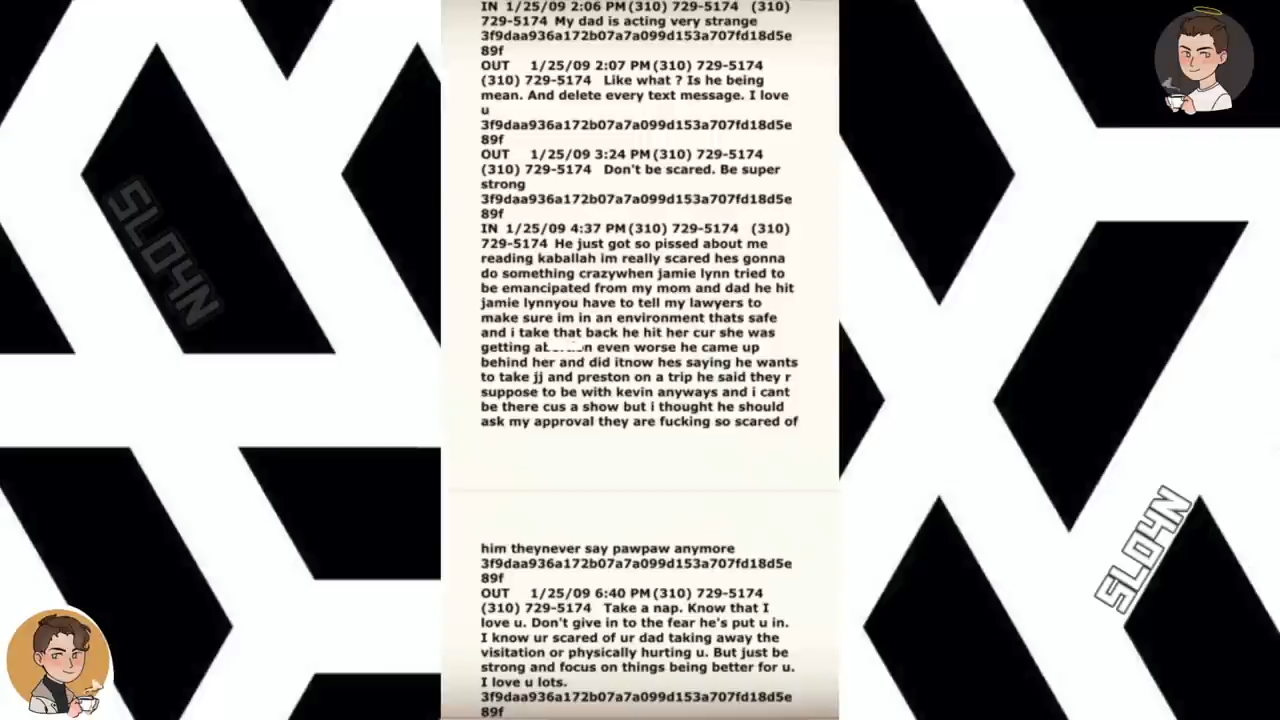 IN 1/25/09 2:06 PM (310) 729-5174 (310)
729-5174 My dad is acting very strange
3f9daa936a172b07a7a099d153a707fd18d5e
89f
OUT 1/25/09 2:07 PM (310) 729-5174
(310) 729-5174 Like what ? Is he being
mean. And delete every text message. I love
u
3f9daa936a172b07a7a099d153a707fd18d5e
89f
OUT 1/25/09 3:24 PM (310) 729-5174
(310) 729-5174 Don't be scared. Be super
strong
3f9daa936a172b07a7a099d153a707fd18d5e
89f
IN 1/25/09 4:37 PM (310) 729-5174 (310)
729-5174 He just got so pissed about me
reading kaballah im really scared hes gonna
do something crazywhen jamie lynn tried to
be emancipated from my mom and dad he hit
jamie lynnyou have to tell my lawyers to
make sure im in an environment thats safe
and i take that back he hit her cur she was
getting even worse he came up
behind her and did itnow hes saying he wants
to take jj and preston on a trip he said they r
suppose to be with kevin anyways and i cant
be there cus a show but i thought he should
ask my approval they are fucking so scared of
him theynever say pawpaw anymore
3f9daa936a172b07a7a099d153a707fd18d5e
89f
OUT 1/25/09 6:40 PM (310) 729-5174
(310) 729-5174 Take a nap. Know that I
love u. Don't give in to the fear he's put u in.
I know ur scared of ur dad taking away the
visitation or physically hurting u. But just be
strong and focus on things being better for u.
I love u lots.
3f9daa936a172b07a7a099d153a707fd18d5e
89f
SLO4N
SLO4N